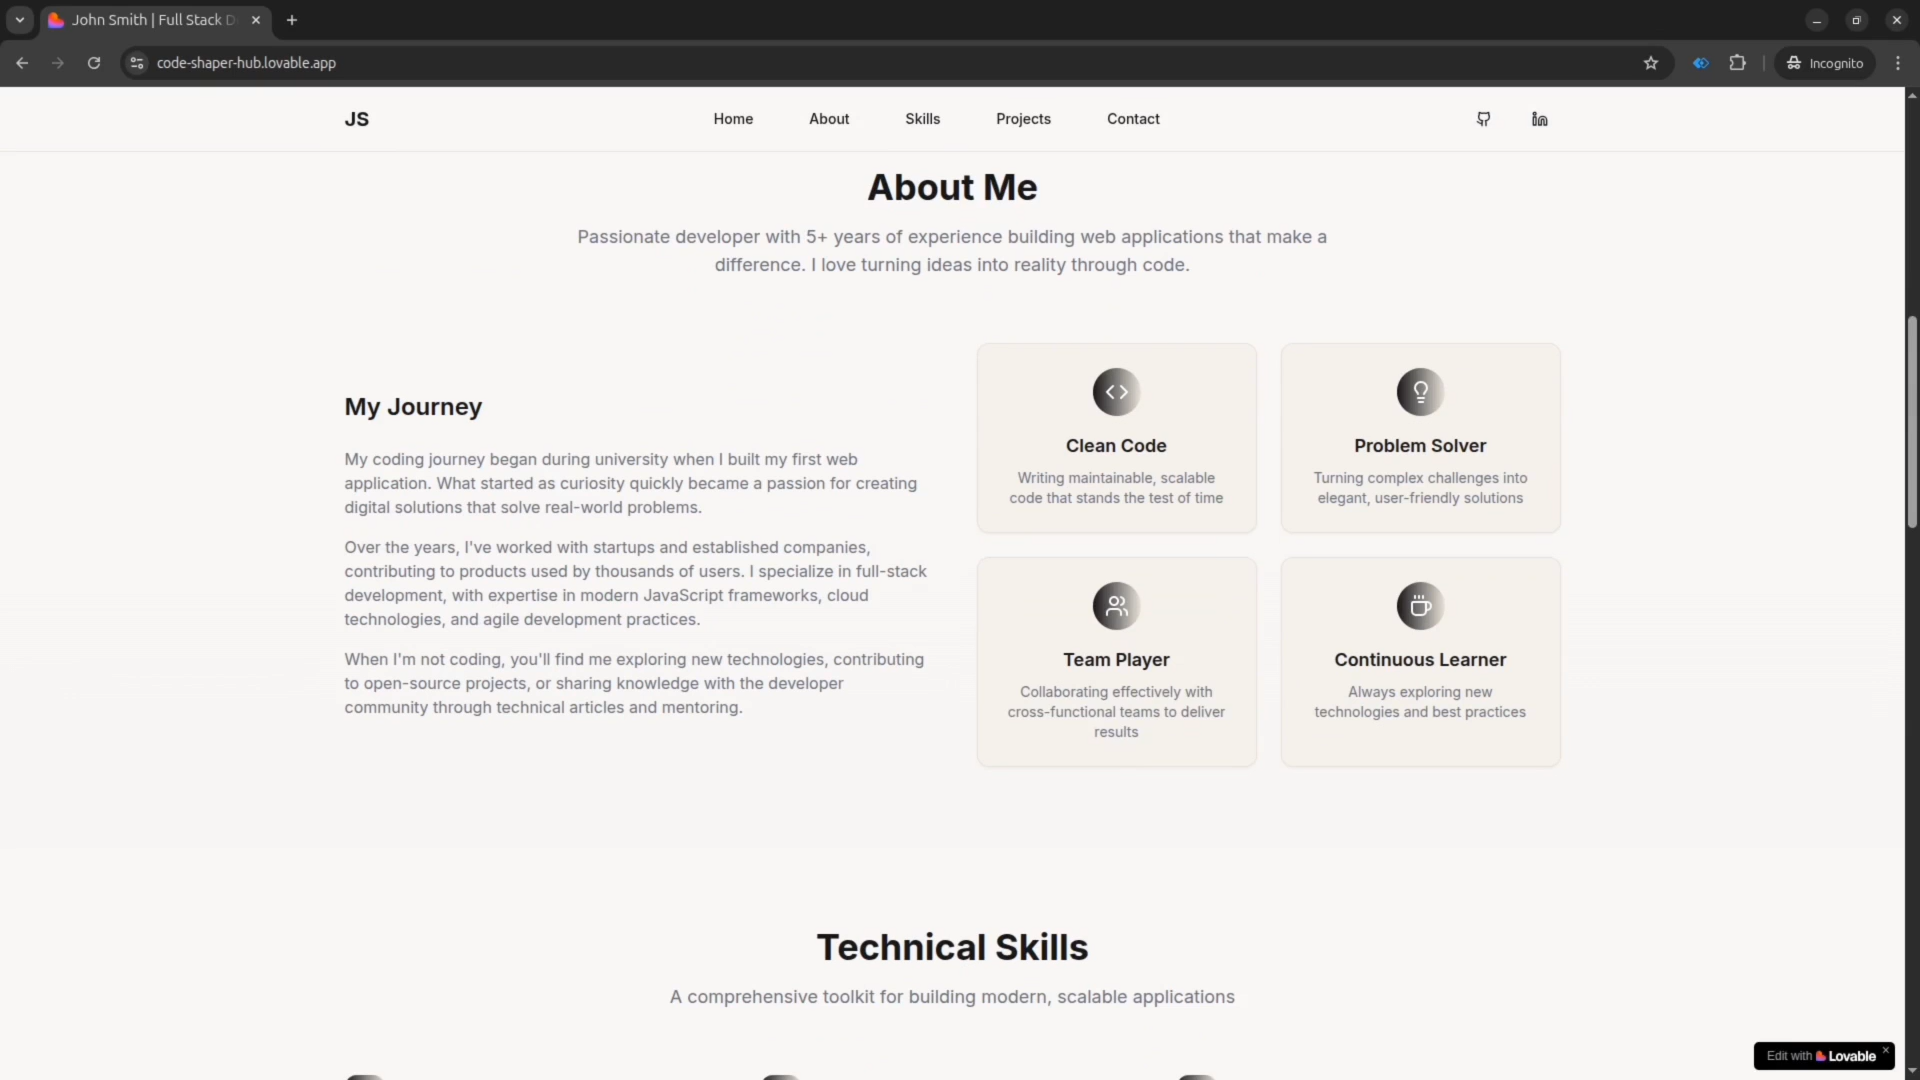 John Smith | Full Stack D
code-shaper-hub.lovable.app
Incognito
JS
Home
About
Skills
Projects
Contact
About Me
Passionate developer with 5+ years of experience building web applications that make a
difference. I love turning ideas into reality through code.
My Journey
My coding journey began during university when I built my first web
application. What started as curiosity quickly became a passion for creating
digital solutions that solve real-world problems.
Over the years, I've worked with startups and established companies,
contributing to products used by thousands of users. I specialize in full-stack
development, with expertise in modern JavaScript frameworks, cloud
technologies, and agile development practices.
When I'm not coding, you'll find me exploring new technologies, contributing
to open-source projects, or sharing knowledge with the developer
community through technical articles and mentoring.
Clean Code
Writing maintainable, scalable
code that stands the test of time
Problem Solver
Turning complex challenges into
elegant, user-friendly solutions
Team Player
Collaborating effectively with
cross-functional teams to deliver
results
Continuous Learner
Always exploring new
technologies and best practices
Technical Skills
A comprehensive toolkit for building modern, scalable applications
Edit with Lovable